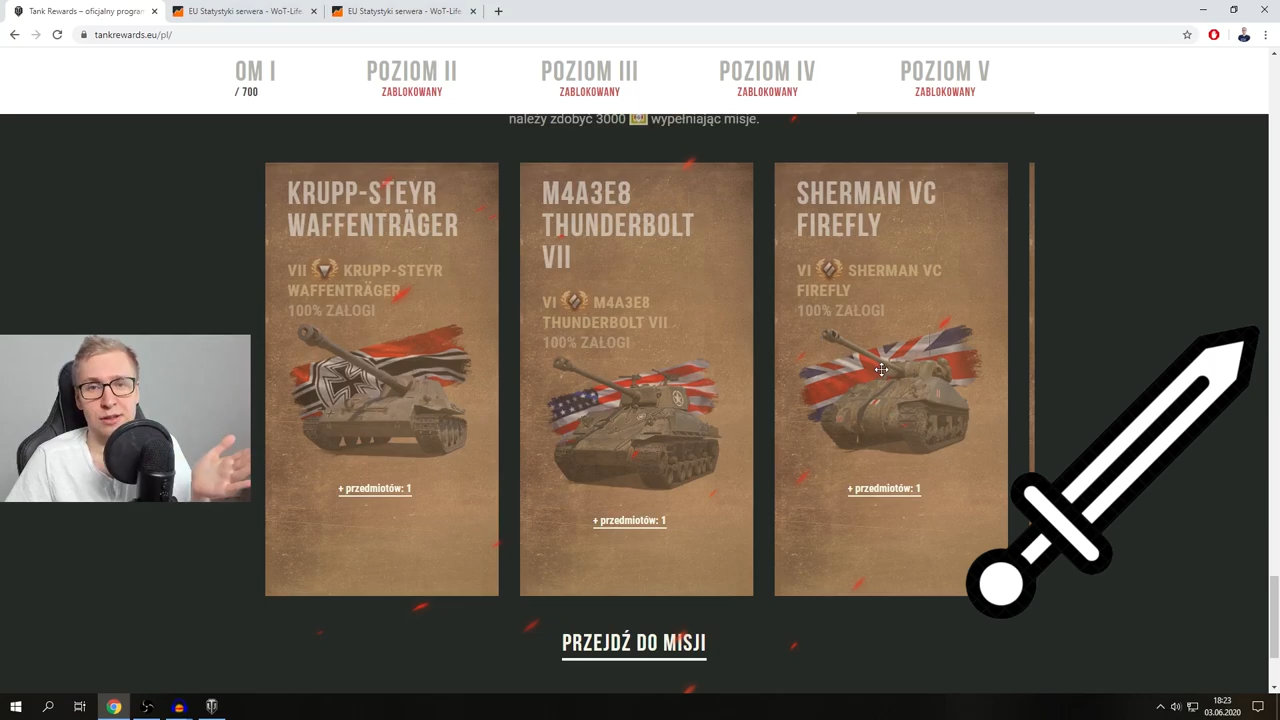 Tank Rewards – oficjalny progra
EU Statystyki serwera - WoT-Life.
EU Statystyki serwera - WoT-Life.
tankrewards.eu/pl/
OM I
/ 700
POZIOM II
ZABLOKOWANY
POZIOM III
ZABLOKOWANY
POZIOM IV
ZABLOKOWANY
POZIOM V
ZABLOKOWANY
należy zdobyć 3000 wypełniając misje.
KRUPP-STEYR
WAFFENTRÄGER
VII KRUPP-STEYR
WAFFENTRÄGER
100% ZAŁOGI
+ przedmiotów: 1
M4A3E8
THUNDERBOLT
VII
VI M4A3E8
THUNDERBOLT VII
100% ZAŁOGI
+ przedmiotów: 1
SHERMAN VC
FIREFLY
VI SHERMAN VC
FIREFLY
100% ZAŁOGI
+ przedmiotów: 1
PRZEJDŹ DO MISJI
18:23
03.06.2020